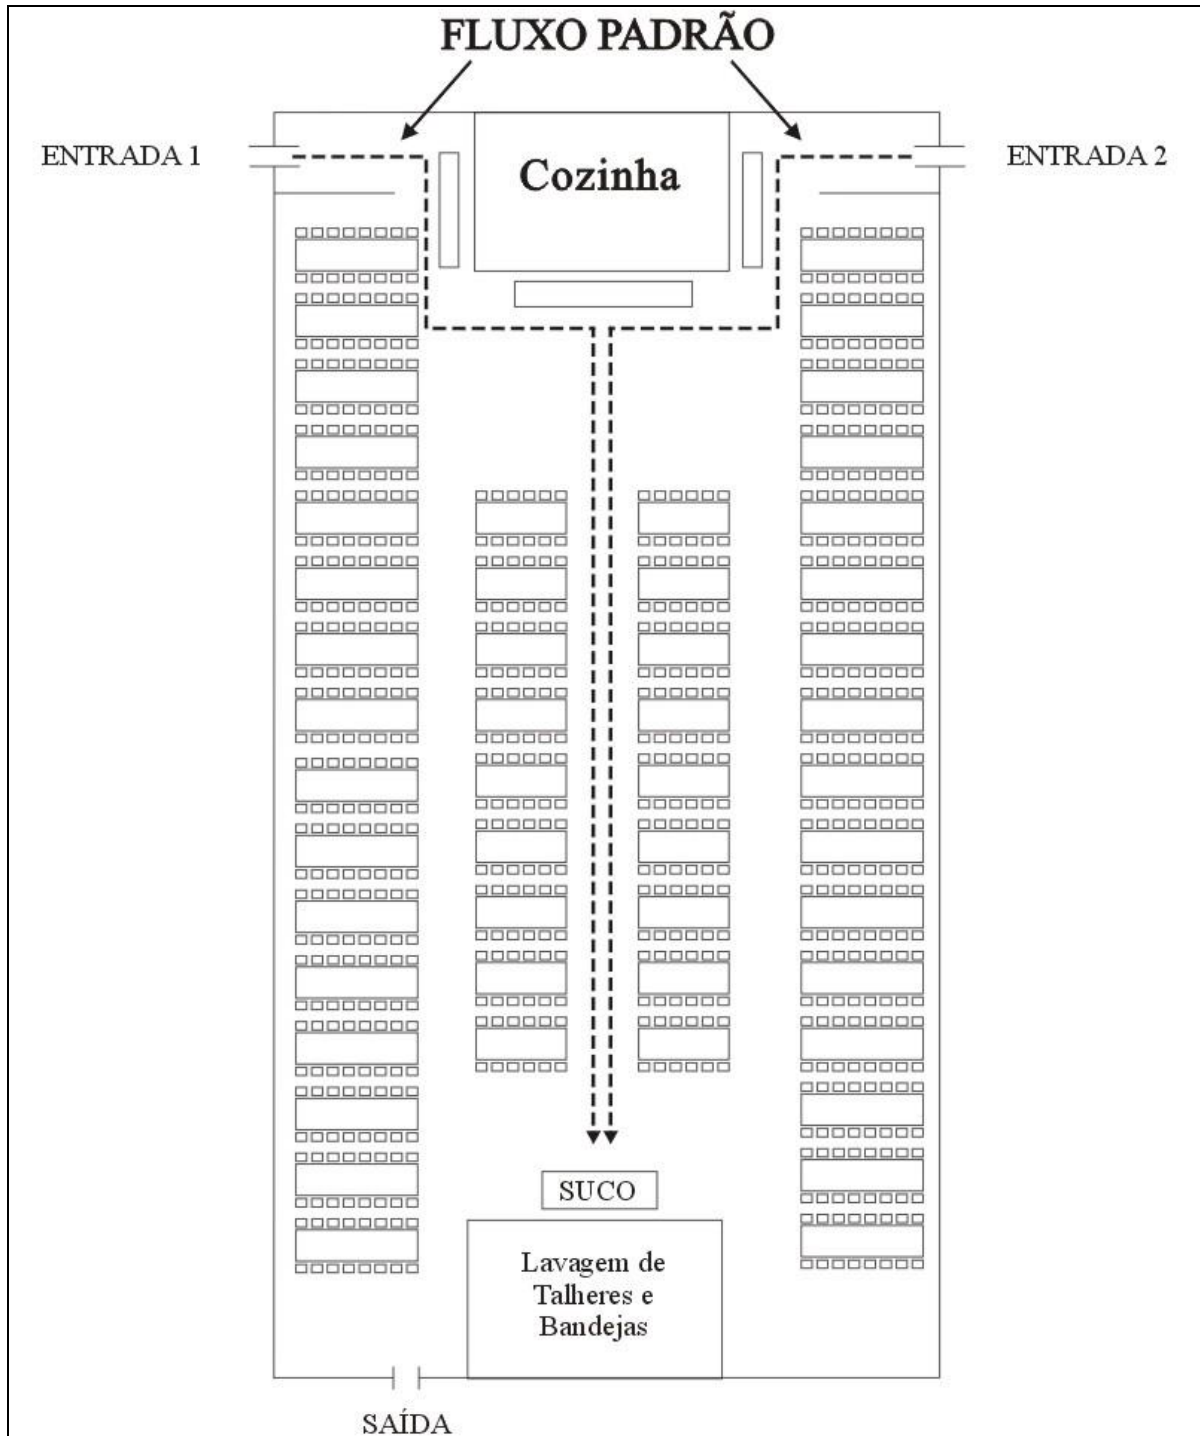 FLUXO PADRÃO
ENTRADA 1
Cozinha
ENTRADA 2
SUCO
Lavagem de
Talheres e
Bandejas
SAÍDA